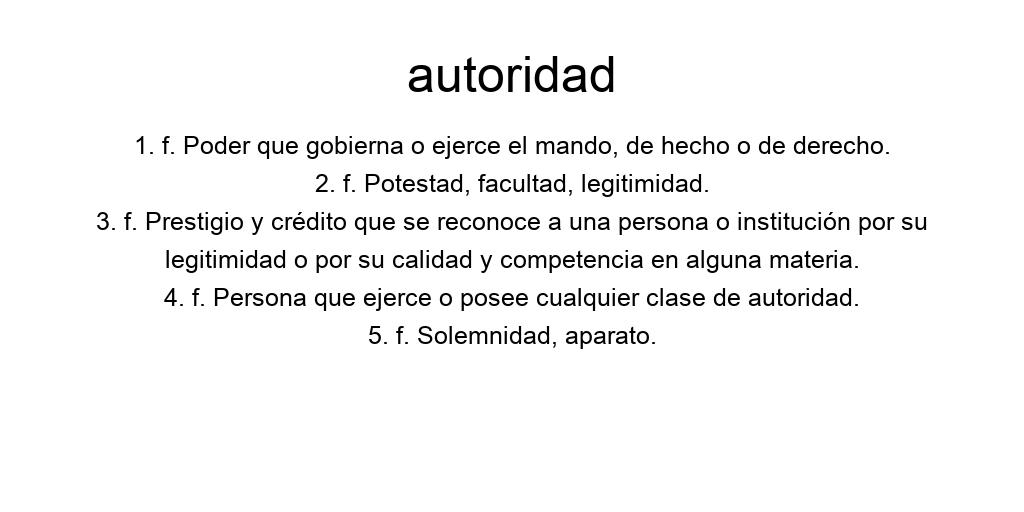 autoridad
1. f. Poder que gobierna o ejerce el mando, de hecho o de derecho.
2. f. Potestad, facultad, legitimidad.
3. f. Prestigio y crédito que se reconoce a una persona o institución por su
legitimidad o por su calidad y competencia en alguna materia.
4. f. Persona que ejerce o posee cualquier clase de autoridad.
5. f. Solemnidad, aparato.